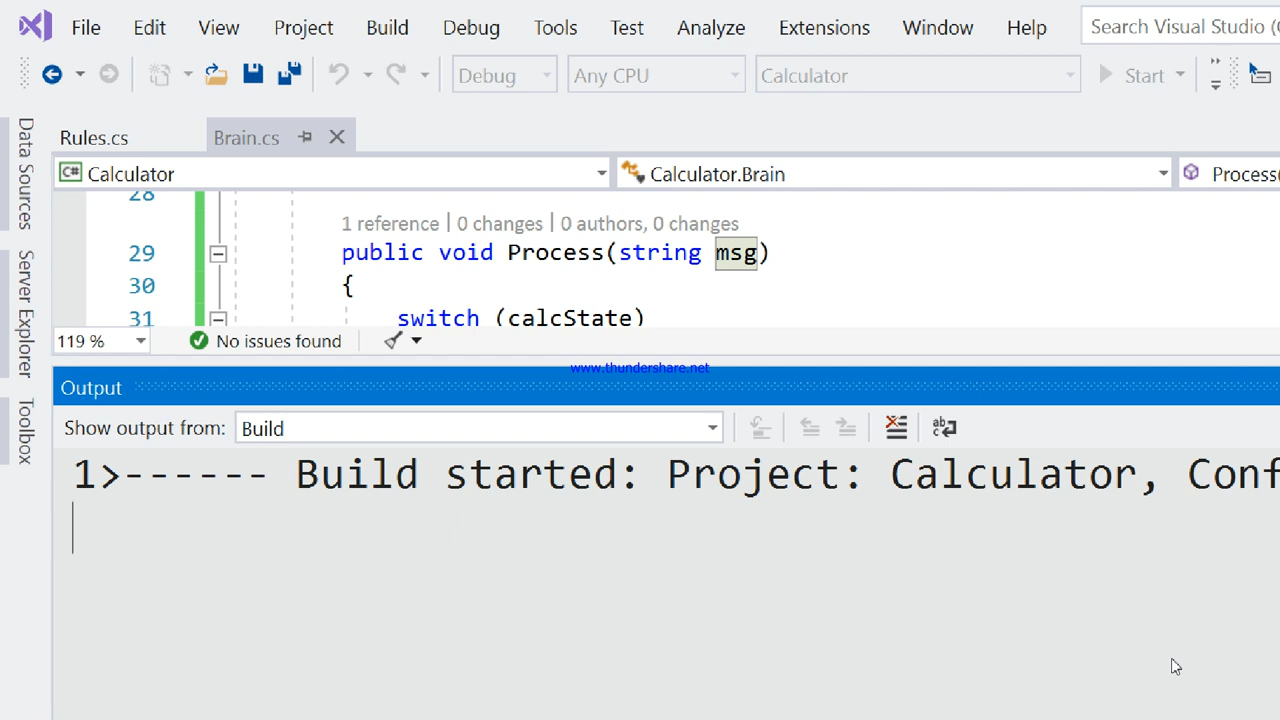 File Edit View Project Build Debug Tools Test Analyze Extensions Window Help Search Visual Studio (
Debug Any CPU Calculator Start
Rules.cs Brain.cs
Calculator Calculator.Brain Process(
28
1 reference | 0 changes | 0 authors, 0 changes
29 public void Process(string msg)
30 {
31 switch (calcState)
119 % No issues found
www.thundershare.net
Output
Show output from: Build
1>------ Build started: Project: Calculator, Conf
Data Sources
Server Explorer
Toolbox